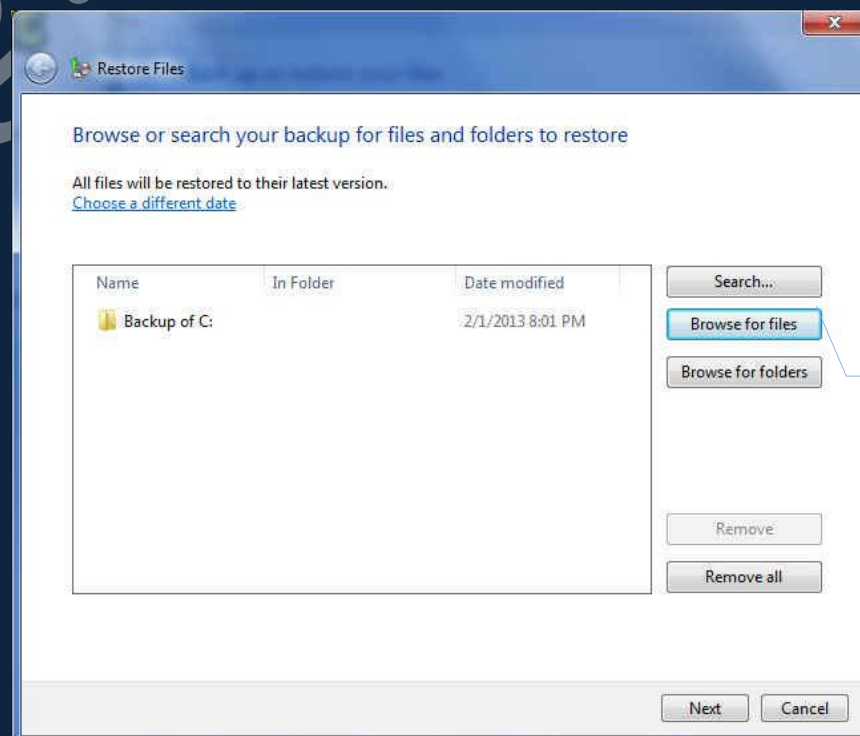 x
Restore Files
Browse or search your backup for files and folders to restore
All files will be restored to their latest version.
Choose a different date
Name In Folder Date modified
Backup of C: 2/1/2013 8:01 PM
Search...
Browse for files
Browse for folders
Remove
Remove all
Next Cancel